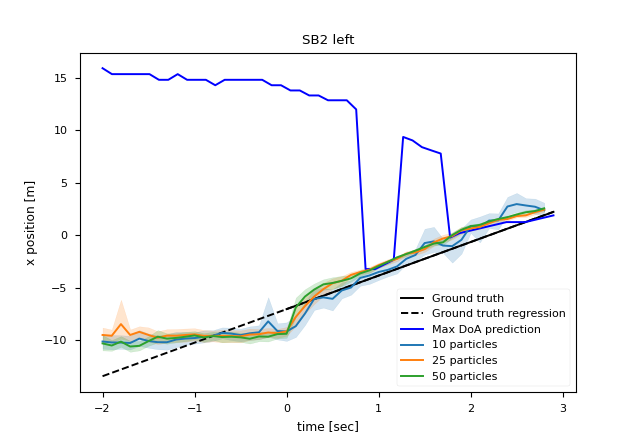 SB2 left
x position [m]
15
10
5
0
−5
−10
−2
−1
0
1
2
3
time [sec]
Ground truth
Ground truth regression
Max DoA prediction
10 particles
25 particles
50 particles